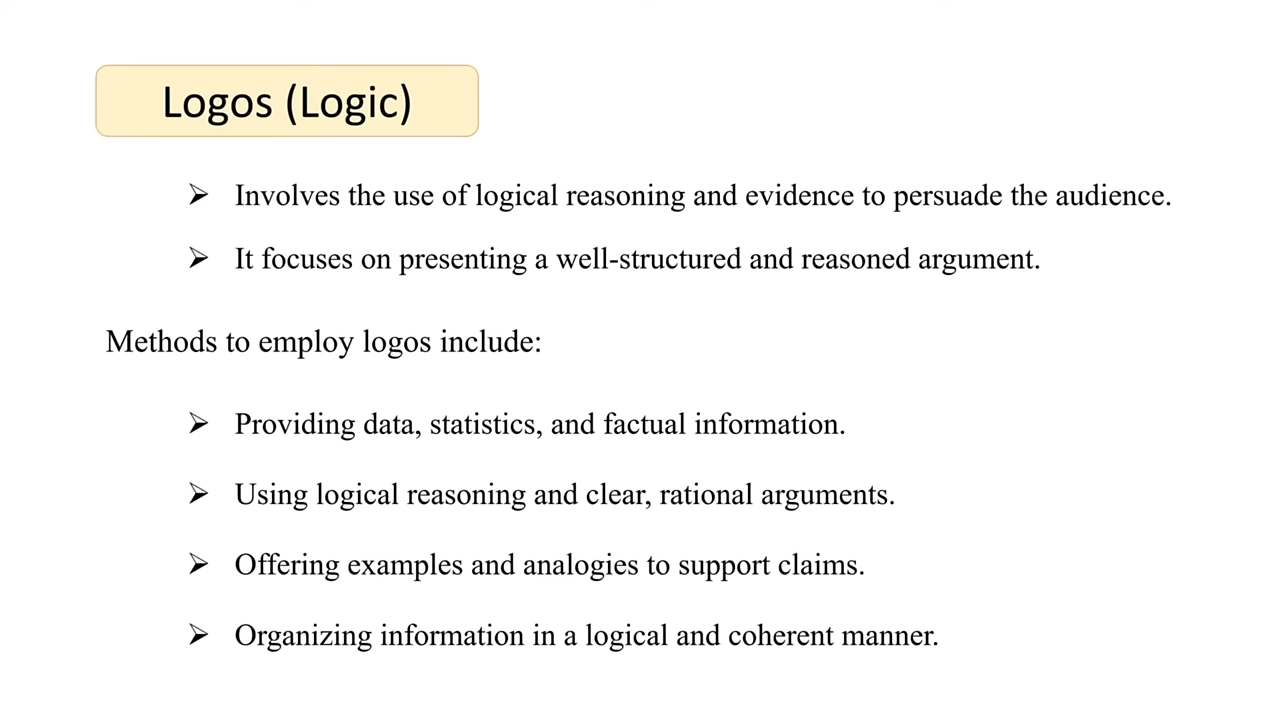 Logos (Logic)
➢ Involves the use of logical reasoning and evidence to persuade the audience.
➢ It focuses on presenting a well-structured and reasoned argument.
Methods to employ logos include:
➢ Providing data, statistics, and factual information.
➢ Using logical reasoning and clear, rational arguments.
➢ Offering examples and analogies to support claims.
➢ Organizing information in a logical and coherent manner.